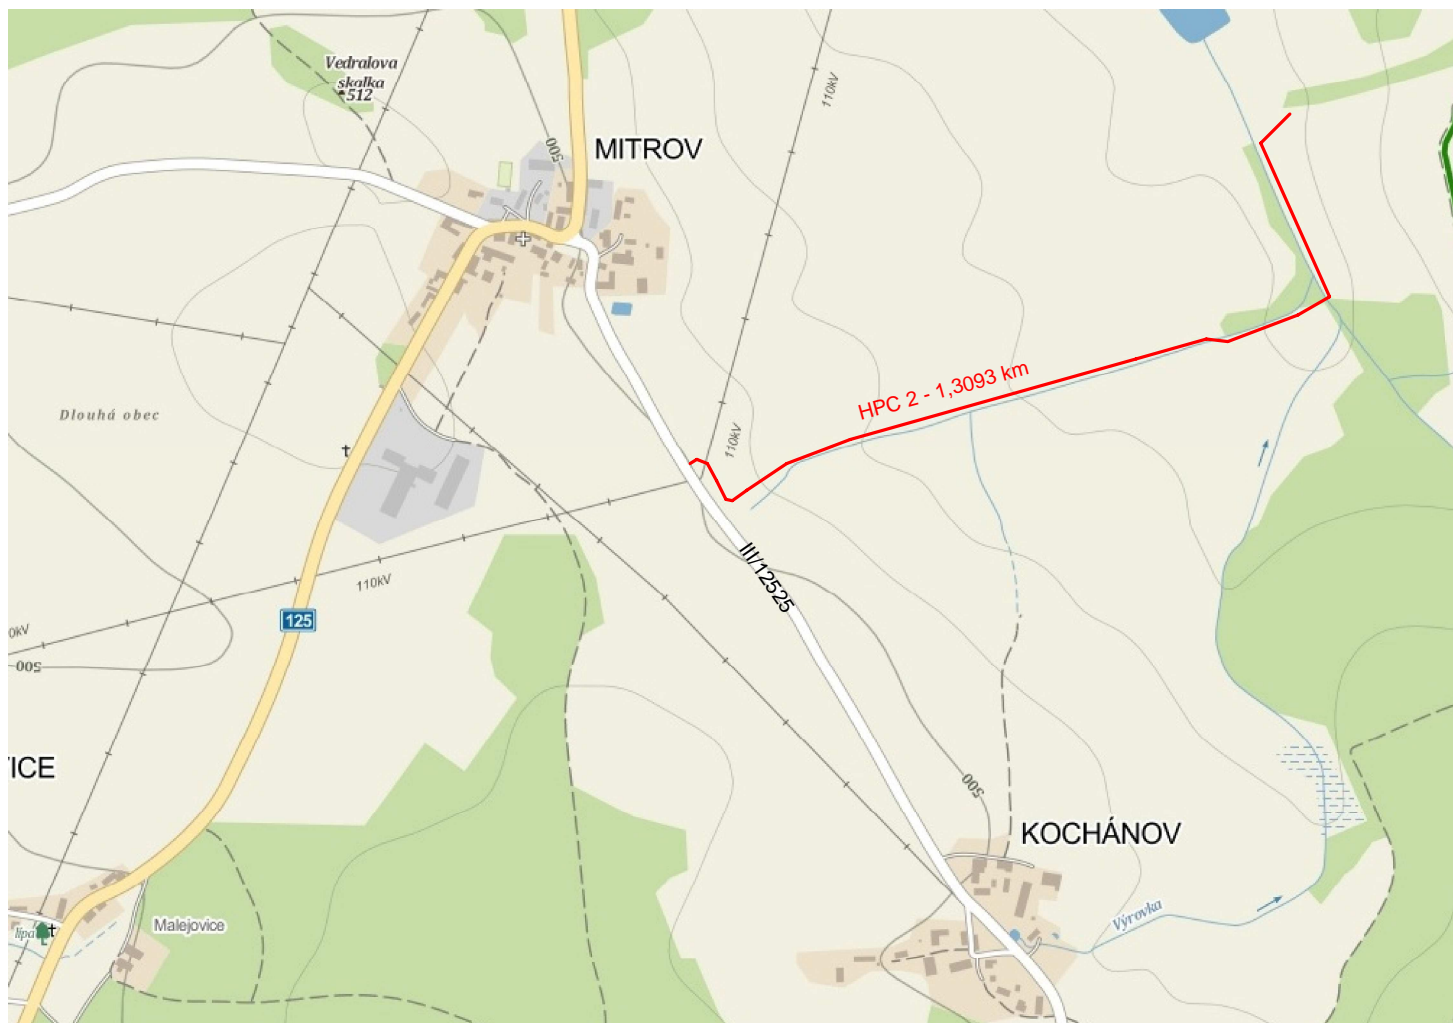 Vedralova
skalka
512
500
MITROV
110kV
HPC 2 - 1,3093 km
Dlouhá obec
110kV
III/12525
110kV
125
0kV
500
VICE
500
KOCHÁNOV
Výrovka
Malejovice
lípa